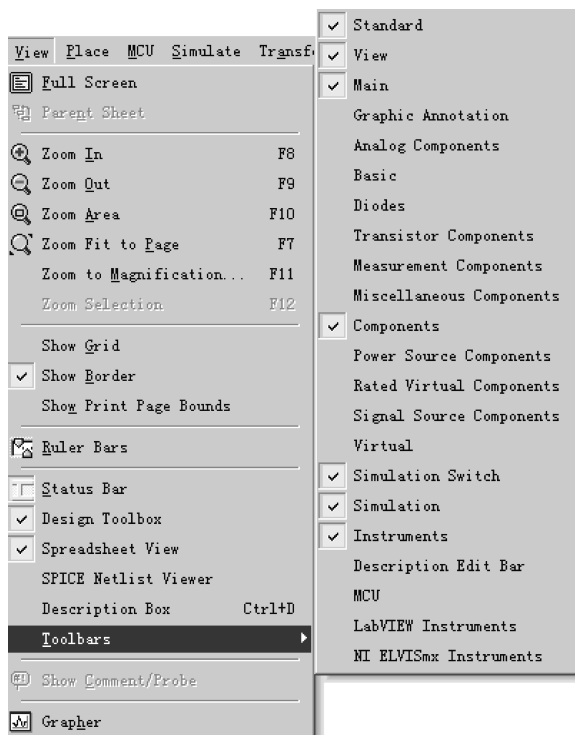 View Place MCU Simulate Transf
Full Screen
Parent Sheet
Zoom In F8
Zoom Out F9
Zoom Area F10
Zoom Fit to Page F7
Zoom to Magnification... F11
Zoom Selection F12
Show Grid
Show Border
Show Print Page Bounds
Ruler Bars
Status Bar
Design Toolbox
Spreadsheet View
SPICE Netlist Viewer
Description Box Ctrl+D
Toolbars
Show Comment/Probe
Grapher
Standard
View
Main
Graphic Annotation
Analog Components
Basic
Diodes
Transistor Components
Measurement Components
Miscellaneous Components
Components
Power Source Components
Rated Virtual Components
Signal Source Components
Virtual
Simulation Switch
Simulation
Instruments
Description Edit Bar
MCU
LabVIEW Instruments
NI ELVISmx Instruments